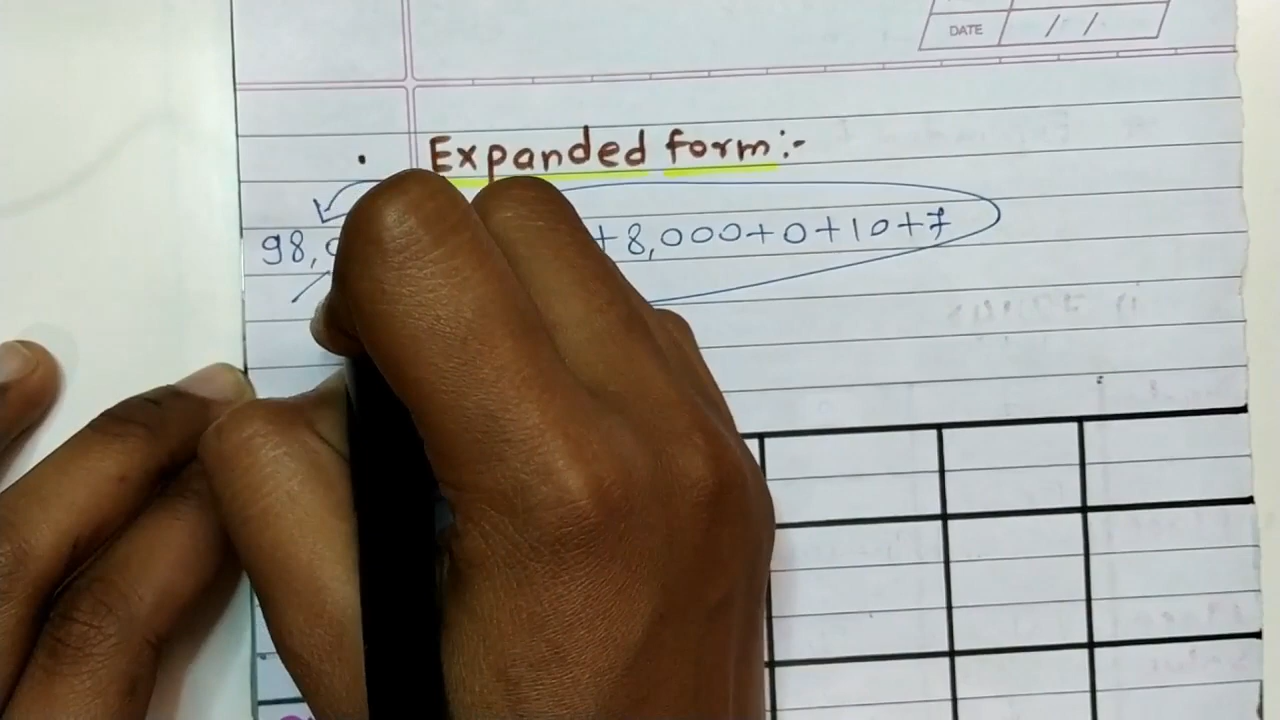 DATE / /
. Expanded form:-
98,0 +8,000+0+10+7